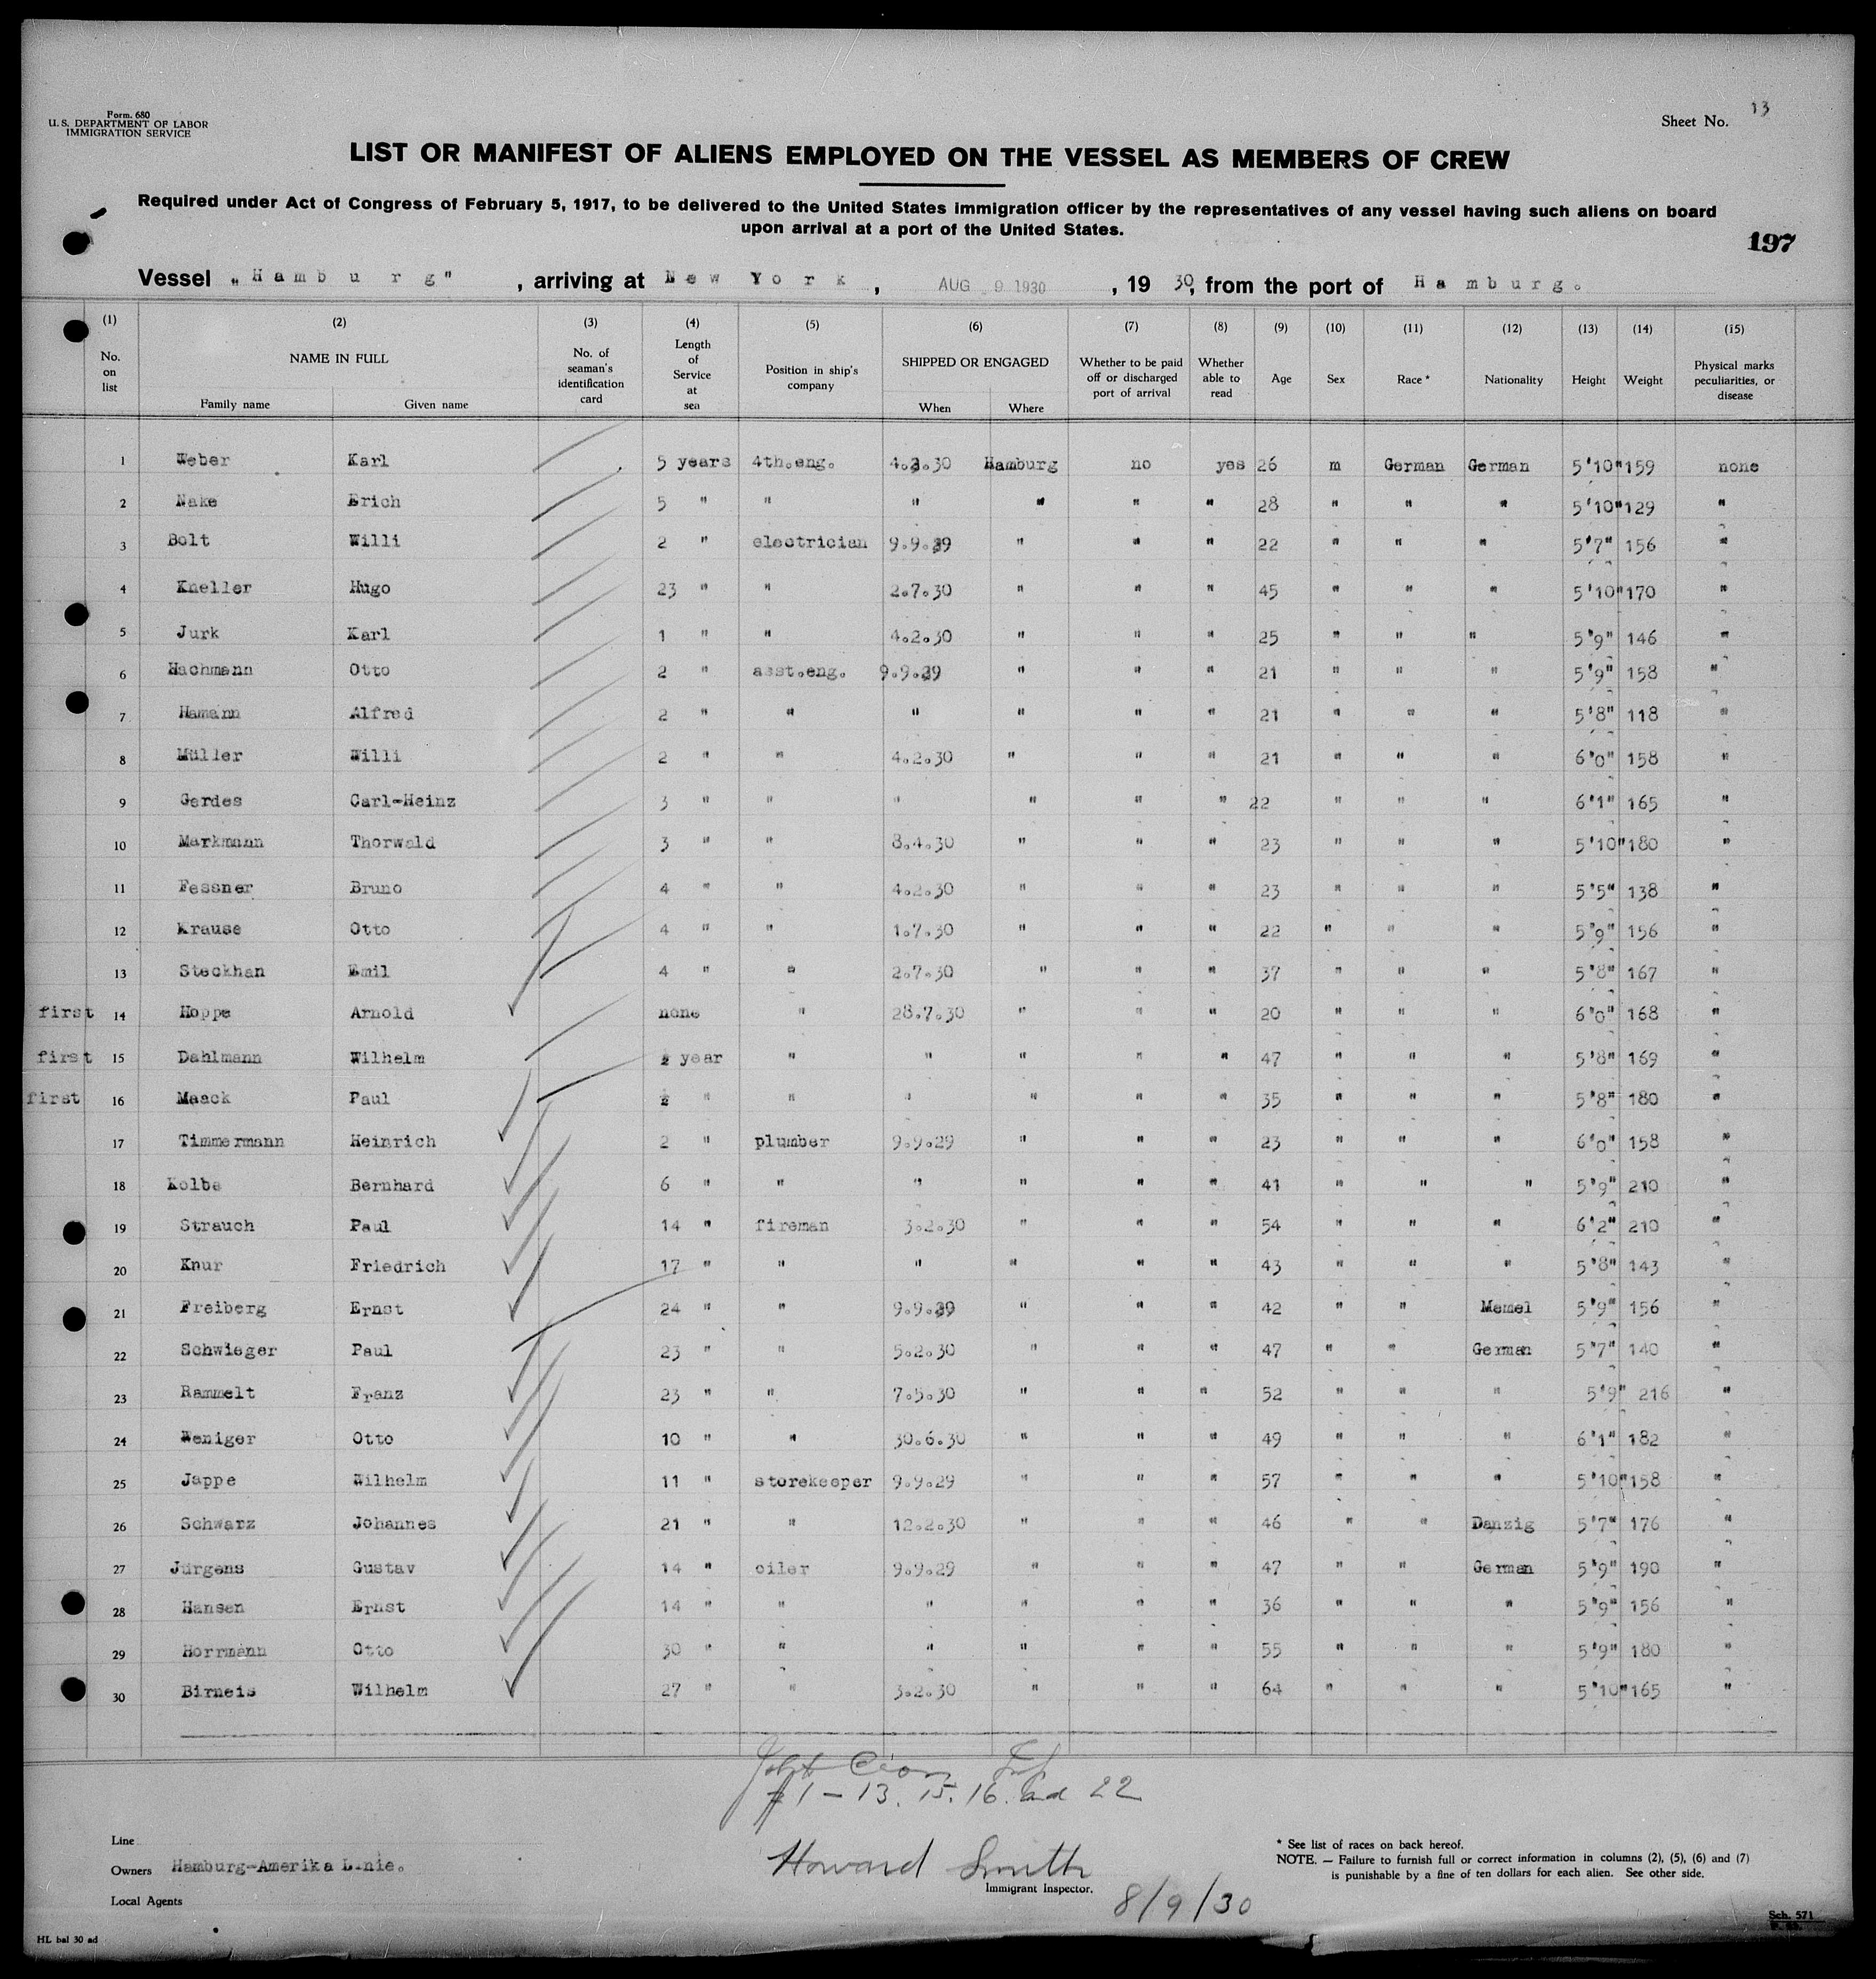 Form. 680
U. S. DEPARTMENT OF LABOR
IMMIGRATION SERVICE
Sheet No. 13
LIST OR MANIFEST OF ALIENS EMPLOYED ON THE VESSEL AS MEMBERS OF CREW
Required under Act of Congress of February 5, 1917, to be delivered to the United States immigration officer by the representatives of any vessel having such aliens on board
upon arrival at a port of the United States.
197
Vessel „Hamburg" , arriving at New York , AUG 9 1930 , 19 30, from the port of Hamburg.
(1) (2) (3) (4) (5) (6) (7) (8) (9) (10) (11) (12) (13) (14) (15)
No. on list NAME IN FULL Family name Given name No. of seaman's identification card Length of Service at sea Position in ship's company SHIPPED OR ENGAGED When Where Whether to be paid off or discharged port of arrival Whether able to read Age Sex Race * Nationality Height Weight Physical marks peculiarities, or disease
1 Weber Karl 5 years 4th.eng. 4.2.30 Hamburg no yes 26 m German German 5'10" 159 none
2 Nake Erich 5 " " " " " " 28 " " " 5'10" 129 "
3 Bolt Willi 2 " electrician 9.9.29 " " " 22 " " " 5'7" 156 "
4 Kneller Hugo 23 " " 2.7.30 " " " 45 " " " 5'10" 170 "
5 Jurk Karl 1 " " 4.2.30 " " " 25 " " " 5'9" 146 "
6 Hachmann Otto 2 " asst.eng. 9.9.29 " " " 21 " " " 5'9" 158 "
7 Hamann Alfred 2 " " " " " " 21 " " " 5'8" 118 "
8 Müller Willi 2 " " 4.2.30 " " " 21 " " " 6'0" 158 "
9 Gerdes Carl-Heinz 3 " " " " " " 22 " " " 6'1" 165 "
10 Markmann Thorwald 3 " " 8.4.30 " " " 23 " " " 5'10" 180 "
11 Fessner Bruno 4 " " 4.2.30 " " " 23 " " " 5'5" 138 "
12 Krause Otto 4 " " 1.7.30 " " " 22 " " " 5'9" 156 "
13 Steckhan Emil 4 " " 2.7.30 " " " 37 " " " 5'8" 167 "
first 14 Hoppe Arnold none " 28.7.30 " " " 20 " " " 6'0" 168 "
first 15 Dahlmann Wilhelm ½ year " " " " " 47 " " " 5'8" 169 "
first 16 Maack Paul ½ " " " " " " 35 " " " 5'8" 180 "
17 Timmermann Heinrich 2 " plumber 9.9.29 " " " 23 " " " 6'0" 158 "
18 Kolbe Bernhard 6 " " " " " " 41 " " " 5'9" 210 "
19 Strauch Paul 14 " fireman 3.2.30 " " " 54 " " " 6'2" 210 "
20 Knur Friedrich 17 " " " " " " 43 " " " 5'8" 143 "
21 Freiberg Ernst 24 " " 9.9.29 " " " 42 " " Memel 5'9" 156 "
22 Schwieger Paul 23 " " 5.2.30 " " " 47 " " German 5'7" 140 "
23 Rammelt Franz 23 " " 7.5.30 " " " 52 " " " 5'9" 216 "
24 Weniger Otto 10 " " 30.6.30 " " " 49 " " " 6'1" 182 "
25 Jappe Wilhelm 11 " storekeeper 9.9.29 " " " 57 " " " 5'10" 158 "
26 Schwarz Johannes 21 " " 12.2.30 " " " 46 " " Danzig 5'7" 176 "
27 Jürgens Gustav 14 " oiler 9.9.29 " " " 47 " " German 5'9" 190 "
28 Hansen Ernst 14 " " " " " " 36 " " " 5'9" 156 "
29 Horrmann Otto 30 " " " " " " 55 " " " 5'9" 180 "
30 Birneis Wilhelm 27 " " 3.2.30 " " " 64 " " " 5'10" 165 "
1 – 13. 15. 16. and 22
Line
Owners Hamburg-Amerika Linie.
Local Agents
Howard Smith
Immigrant Inspector.
8/9/30
* See list of races on back hereof.
NOTE. — Failure to furnish full or correct information in columns (2), (5), (6) and (7)
is punishable by a fine of ten dollars for each alien. See other side.
Sch. 571
HL bal 30 ad